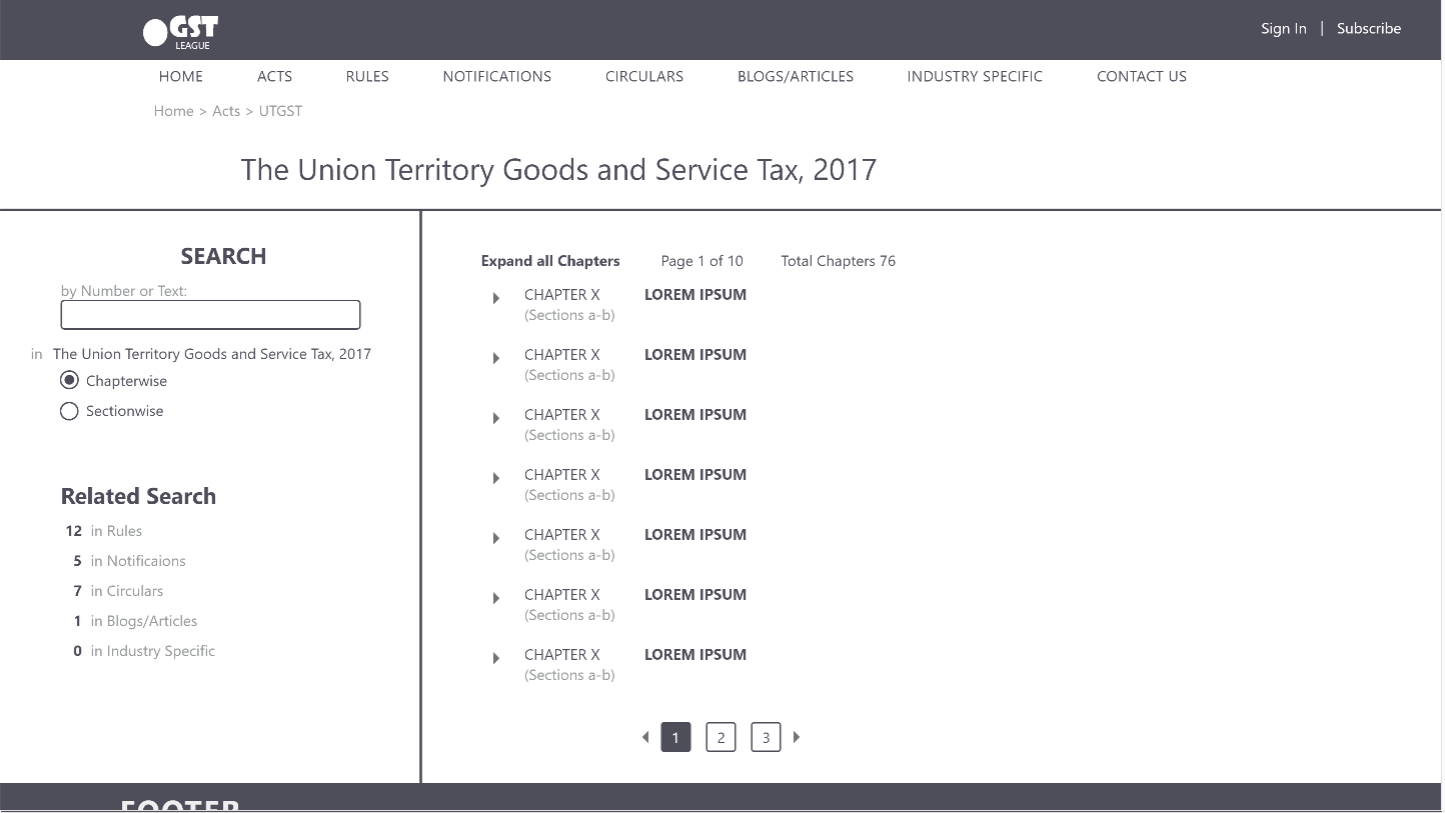 GST
LEAGUE
Sign In | Subscribe
HOME ACTS RULES NOTIFICATIONS CIRCULARS BLOGS/ARTICLES INDUSTRY SPECIFIC CONTACT US
Home > Acts > UTGST
The Union Territory Goods and Service Tax, 2017
SEARCH
by Number or Text:
in The Union Territory Goods and Service Tax, 2017
Chapterwise
Sectionwise
Related Search
12 in Rules
5 in Notificaions
7 in Circulars
1 in Blogs/Articles
0 in Industry Specific
Expand all Chapters Page 1 of 10 Total Chapters 76
CHAPTER X LOREM IPSUM
(Sections a-b)
CHAPTER X LOREM IPSUM
(Sections a-b)
CHAPTER X LOREM IPSUM
(Sections a-b)
CHAPTER X LOREM IPSUM
(Sections a-b)
CHAPTER X LOREM IPSUM
(Sections a-b)
CHAPTER X LOREM IPSUM
(Sections a-b)
CHAPTER X LOREM IPSUM
(Sections a-b)
1 2 3
FOOTER